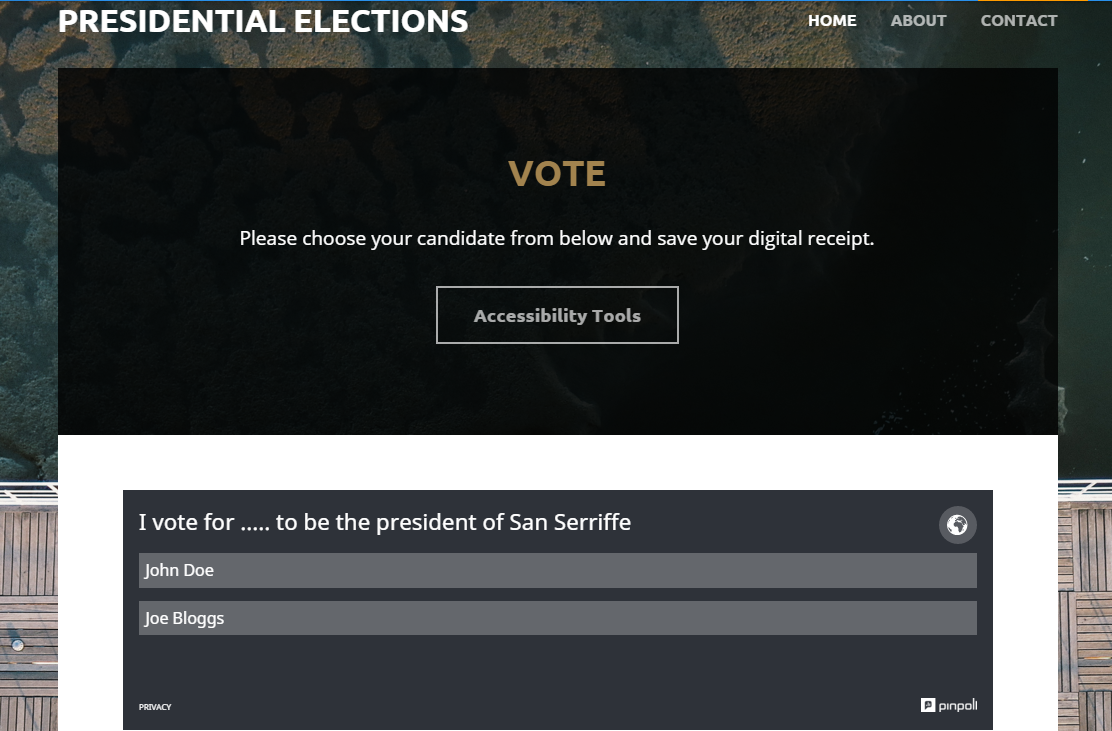 PRESIDENTIAL ELECTIONS
HOME ABOUT CONTACT
VOTE
Please choose your candidate from below and save your digital receipt.
Accessibility Tools
I vote for ..... to be the president of San Serriffe
John Doe
Joe Bloggs
PRIVACY
pinpoll